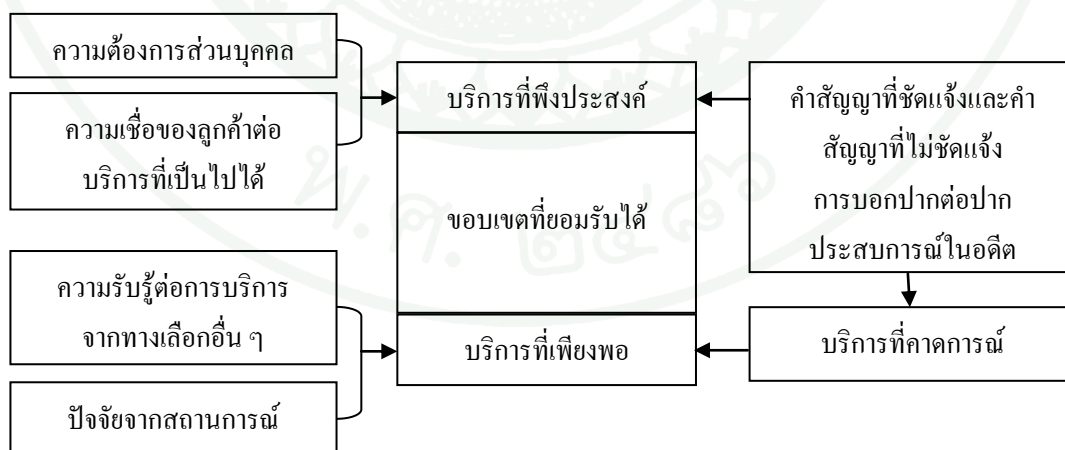 ความต้องการส่วนบุคคล
ความเชื่อของลูกค้าต่อ
บริการที่เป็นไปได้
ความรับรู้ต่อการบริการ
จากทางเลือกอื่น ๆ
ปัจจัยจากสถานการณ์
บริการที่พึงประสงค์
ขอบเขตที่ยอมรับได้
บริการที่เพียงพอ
คำสัญญาที่ชัดแจ้งและคำ
สัญญาที่ไม่ชัดแจ้ง
การบอกปากต่อปาก
ประสบการณ์ในอดีต
บริการที่คาดการณ์
พ.ศ. ๒๔๘๖